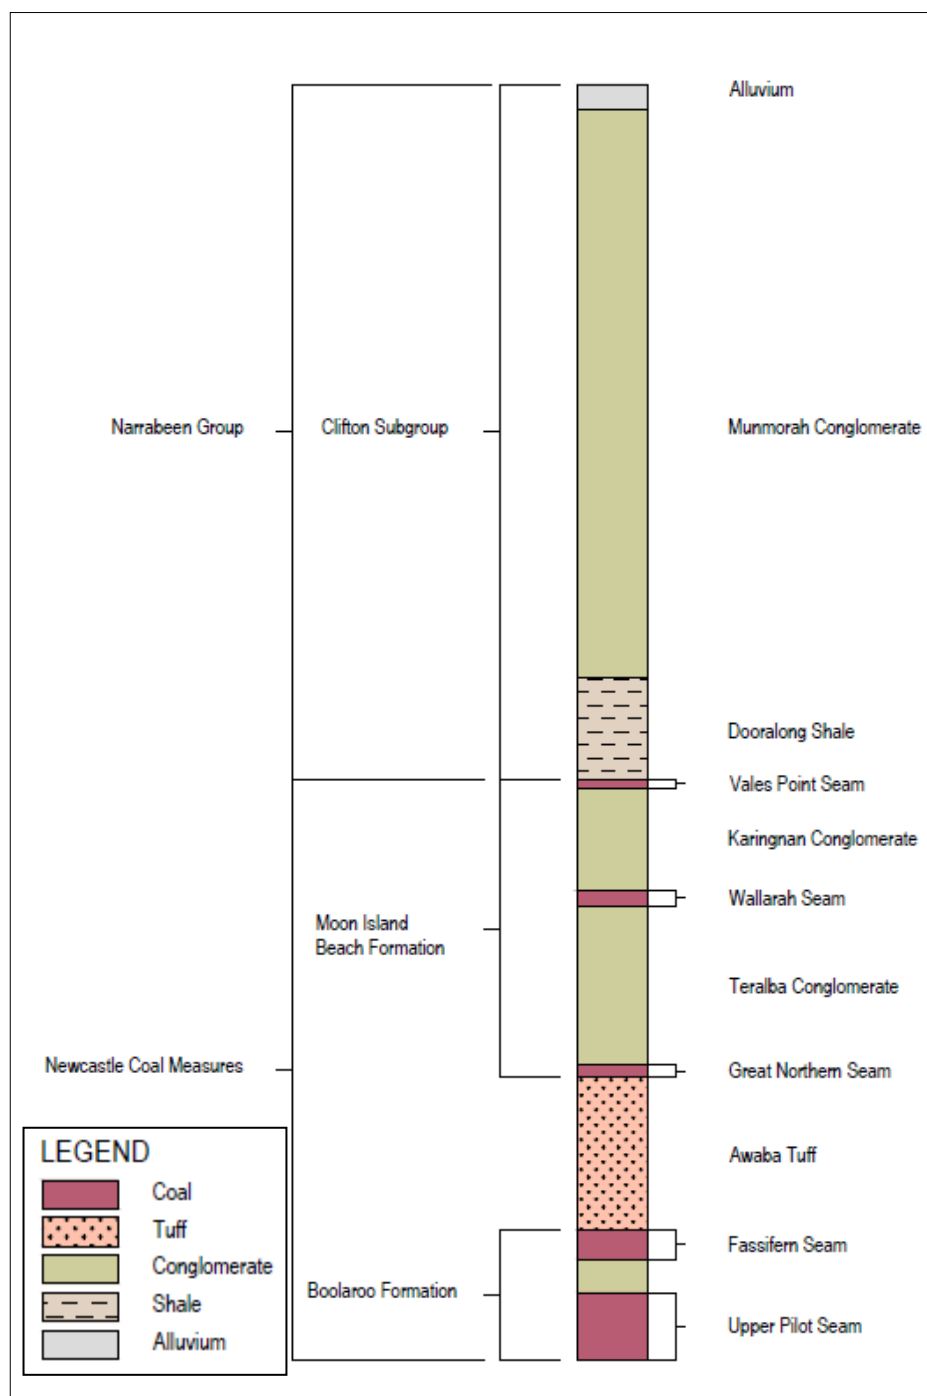 Alluvium
Narrabeen Group
Clifton Subgroup
Munmorah Conglomerate
Dooralong Shale
Vales Point Seam
Karingnan Conglomerate
Wallarah Seam
Moon Island
Beach Formation
Teralba Conglomerate
Newcastle Coal Measures
Great Northern Seam
Awaba Tuff
Fassifern Seam
Boolaroo Formation
Upper Pilot Seam
LEGEND
Coal
Tuff
Conglomerate
Shale
Alluvium